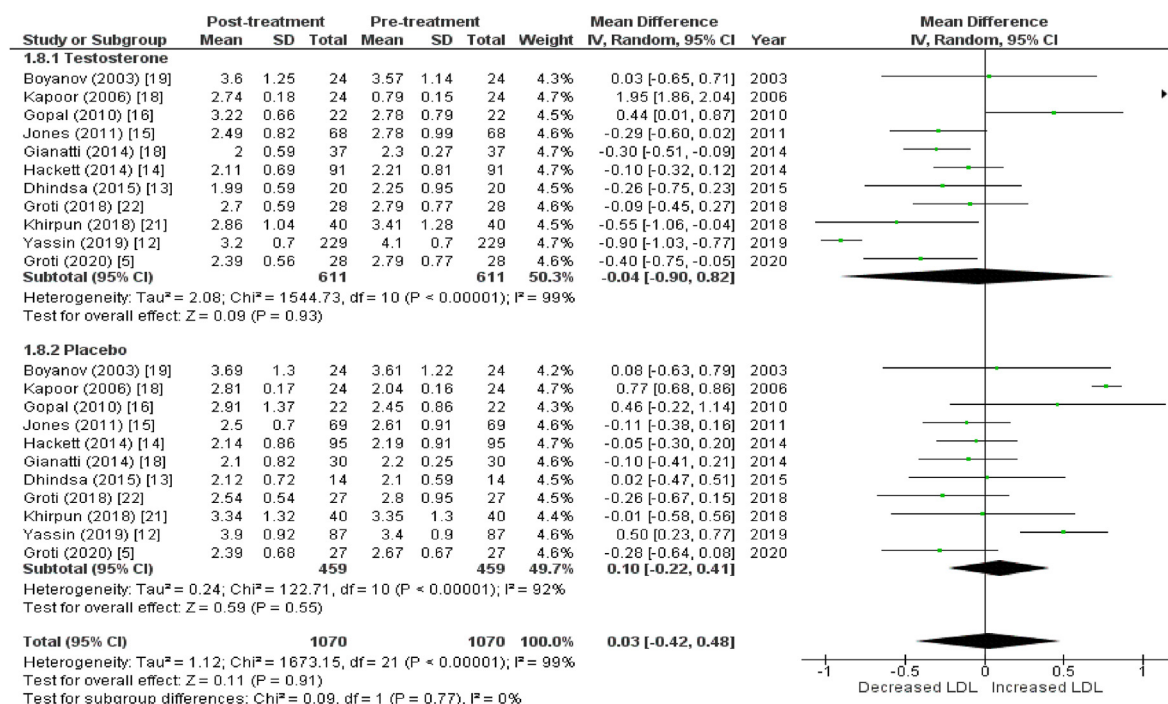 Post-treatment Pre-treatment Mean Difference Mean Difference
Study or Subgroup Mean SD Total Mean SD Total Weight IV, Random, 95% CI Year IV, Random, 95% CI
1.8.1 Testosterone
Boyanov (2003) [19] 3.6 1.25 24 3.57 1.14 24 4.3% 0.03 [-0.65, 0.71] 2003
Kapoor (2006) [18] 2.74 0.18 24 0.79 0.15 24 4.7% 1.95 [1.86, 2.04] 2006
Gopal (2010) [16] 3.22 0.66 22 2.78 0.79 22 4.5% 0.44 [0.01, 0.87] 2010
Jones (2011) [15] 2.49 0.82 68 2.78 0.99 68 4.6% -0.29 [-0.60, 0.02] 2011
Gianatti (2014) [18] 2 0.59 37 2.3 0.27 37 4.7% -0.30 [-0.51, -0.09] 2014
Hackett (2014) [14] 2.11 0.69 91 2.21 0.81 91 4.7% -0.10 [-0.32, 0.12] 2014
Dhindsa (2015) [13] 1.99 0.59 20 2.25 0.95 20 4.5% -0.26 [-0.75, 0.23] 2015
Groti (2018) [22] 2.7 0.59 28 2.79 0.77 28 4.6% -0.09 [-0.45, 0.27] 2018
Khirpun (2018) [21] 2.86 1.04 40 3.41 1.28 40 4.5% -0.55 [-1.06, -0.04] 2018
Yassin (2019) [12] 3.2 0.7 229 4.1 0.7 229 4.7% -0.90 [-1.03, -0.77] 2019
Groti (2020) [5] 2.39 0.56 28 2.79 0.77 28 4.6% -0.40 [-0.75, -0.05] 2020
Subtotal (95% CI) 611 611 50.3% -0.04 [-0.90, 0.82]
Heterogeneity: Tau² = 2.08; Chi² = 1544.73, df = 10 (P < 0.00001); I² = 99%
Test for overall effect: Z = 0.09 (P = 0.93)
1.8.2 Placebo
Boyanov (2003) [19] 3.69 1.3 24 3.61 1.22 24 4.2% 0.08 [-0.63, 0.79] 2003
Kapoor (2006) [18] 2.81 0.17 24 2.04 0.16 24 4.7% 0.77 [0.68, 0.86] 2006
Gopal (2010) [16] 2.91 1.37 22 2.45 0.86 22 4.3% 0.46 [-0.22, 1.14] 2010
Jones (2011) [15] 2.5 0.7 69 2.61 0.91 69 4.7% -0.11 [-0.38, 0.16] 2011
Hackett (2014) [14] 2.14 0.86 95 2.19 0.91 95 4.7% -0.05 [-0.30, 0.20] 2014
Gianatti (2014) [18] 2.1 0.82 30 2.2 0.25 30 4.6% -0.10 [-0.41, 0.21] 2014
Dhindsa (2015) [13] 2.12 0.72 14 2.1 0.59 14 4.5% 0.02 [-0.47, 0.51] 2015
Groti (2018) [22] 2.54 0.54 27 2.8 0.95 27 4.6% -0.26 [-0.67, 0.15] 2018
Khirpun (2018) [21] 3.34 1.32 40 3.35 1.3 40 4.4% -0.01 [-0.58, 0.56] 2018
Yassin (2019) [12] 3.9 0.92 87 3.4 0.9 87 4.7% 0.50 [0.23, 0.77] 2019
Groti (2020) [5] 2.39 0.68 27 2.67 0.67 27 4.6% -0.28 [-0.64, 0.08] 2020
Subtotal (95% CI) 459 459 49.7% 0.10 [-0.22, 0.41]
Heterogeneity: Tau² = 0.24; Chi² = 122.71, df = 10 (P < 0.00001); I² = 92%
Test for overall effect: Z = 0.59 (P = 0.55)
Total (95% CI) 1070 1070 100.0% 0.03 [-0.42, 0.48]
Heterogeneity: Tau² = 1.12; Chi² = 1673.15, df = 21 (P < 0.00001); I² = 99%
Test for overall effect: Z = 0.11 (P = 0.91)
Test for subgroup differences: Chi² = 0.09, df = 1 (P = 0.77), I² = 0%
-1 -0.5 0 0.5 1
Decreased LDL Increased LDL